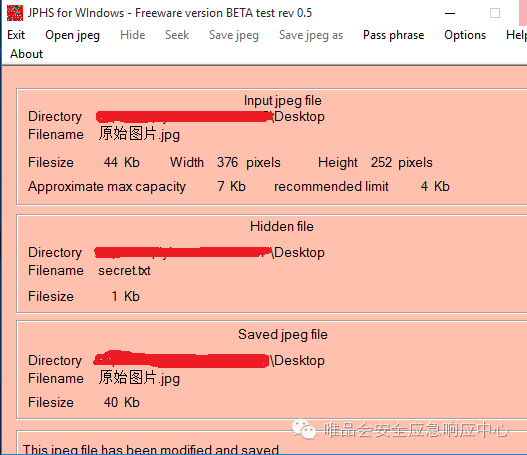 JPHS for WIndows - Freeware version BETA test rev 0.5
Exit Open jpeg Hide Seek Save jpeg Save jpeg as Pass phrase Options Help
About
Input jpeg file
Directory \Desktop
Filename 原始图片.jpg
Filesize 44 Kb Width 376 pixels Height 252 pixels
Approximate max capacity 7 Kb recommended limit 4 Kb
Hidden file
Directory \Desktop
Filename secret.txt
Filesize 1 Kb
Saved jpeg file
Directory \Desktop
Filename 原始图片.jpg
Filesize 40 Kb
唯品会安全应急响应中心
This jpeg file has been modified and saved